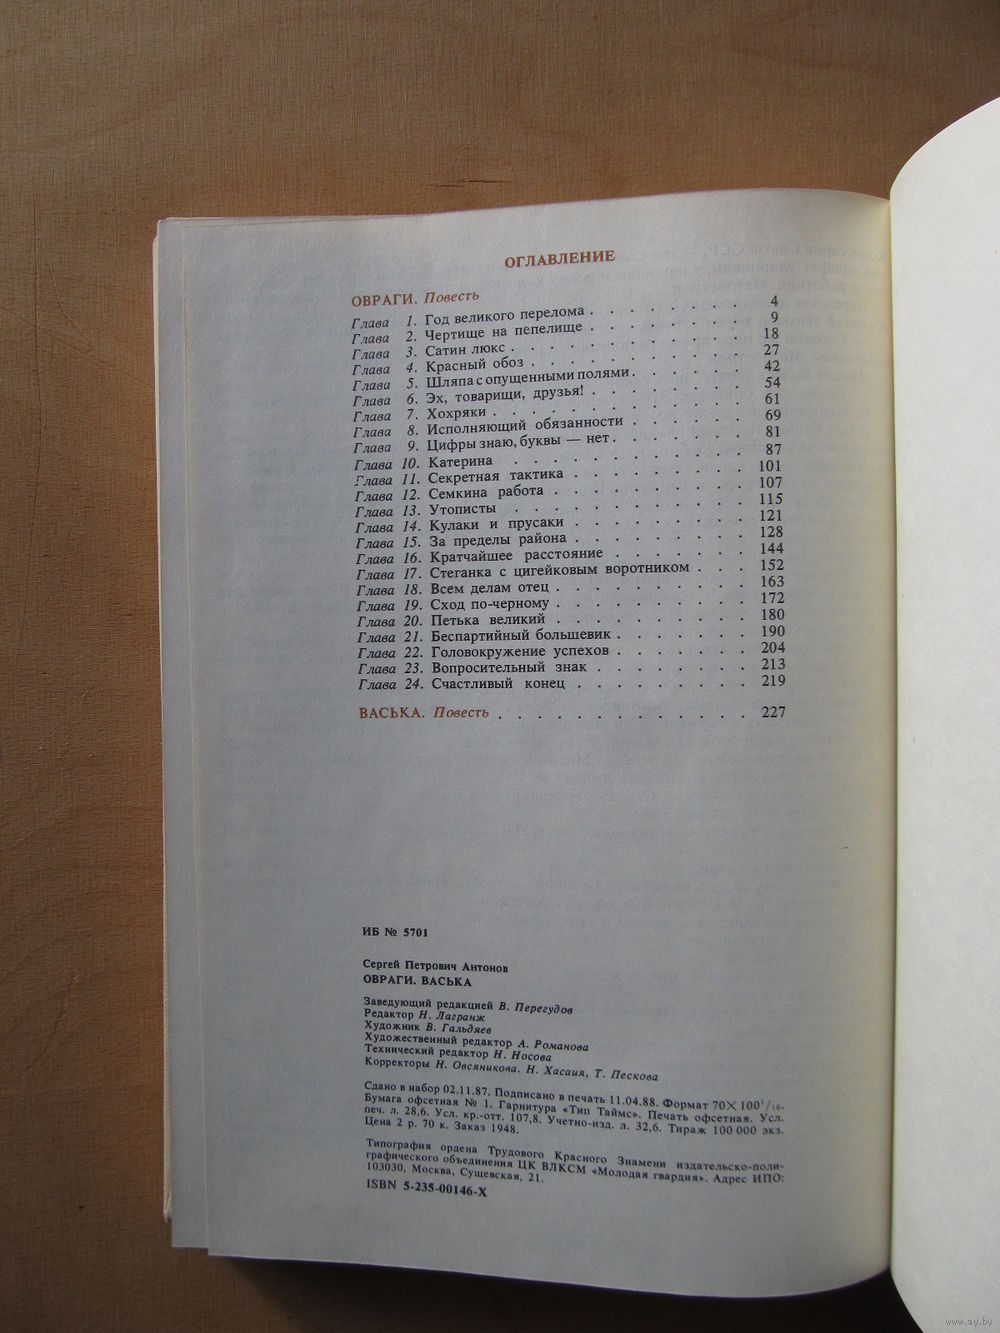 ОГЛАВЛЕНИЕ
ОВРАГИ. Повесть
Глава 1. Год великого перелома . . . . . . . . 4
Глава 2. Чертище на пепелище . . . . . . . . 9
Глава 3. Сатин люкс . . . . . . . . . . . 18
Глава 4. Красный обоз . . . . . . . . . . 27
Глава 5. Шляпа с опущенными полями . . . . . . 42
Глава 6. Эх, товарищи, друзья! . . . . . . . . 54
Глава 7. Хохряки . . . . . . . . . . . . 61
Глава 8. Исполняющий обязанности . . . . . . 69
Глава 9. Цифры знаю, буквы — нет . . . . . . . 81
Глава 10. Катерина . . . . . . . . . . . 87
Глава 11. Секретная тактика . . . . . . . . 101
Глава 12. Семкина работа . . . . . . . . . 107
Глава 13. Утописты . . . . . . . . . . . 115
Глава 14. Кулаки и прусаки . . . . . . . . 121
Глава 15. За пределы района . . . . . . . . 128
Глава 16. Кратчайшее расстояние . . . . . . 144
Глава 17. Стеганка с цигейковым воротником . . . 152
Глава 18. Всем делам отец . . . . . . . . . 163
Глава 19. Сход по-черному . . . . . . . . . 172
Глава 20. Петька великий . . . . . . . . . 180
Глава 21. Беспартийный большевик . . . . . . 190
Глава 22. Головокружение успехов . . . . . . 204
Глава 23. Вопросительный знак . . . . . . . 213
Глава 24. Счастливый конец . . . . . . . . 219
ВАСЬКА. Повесть . . . . . . . . . . . . 227
ИБ № 5701
Сергей Петрович Антонов
ОВРАГИ. ВАСЬКА
Заведующий редакцией В. Перегудов
Редактор Н. Лагранж
Художник В. Гальдяев
Художественный редактор А. Романова
Технический редактор Н. Носова
Корректоры Н. Овсяникова. Н. Хасаия, Т. Пескова
Сдано в набор 02.11.87. Подписано в печать 11.04.88. Формат 70×100¹/₁₆.
Бумага офсетная № 1. Гарнитура «Тип Таймс». Печать офсетная. Усл.
печ. л. 28,6. Усл. кр.-отт. 107,8. Учетно-изд. л. 32,6. Тираж 100 000 экз.
Цена 2 р. 70 к. Заказ 1948.
Типография ордена Трудового Красного Знамени издательско-поли-
графического объединения ЦК ВЛКСМ «Молодая гвардия». Адрес ИПО:
103030, Москва, Сущевская, 21.
ISBN 5-235-00146-X
www.ay.by